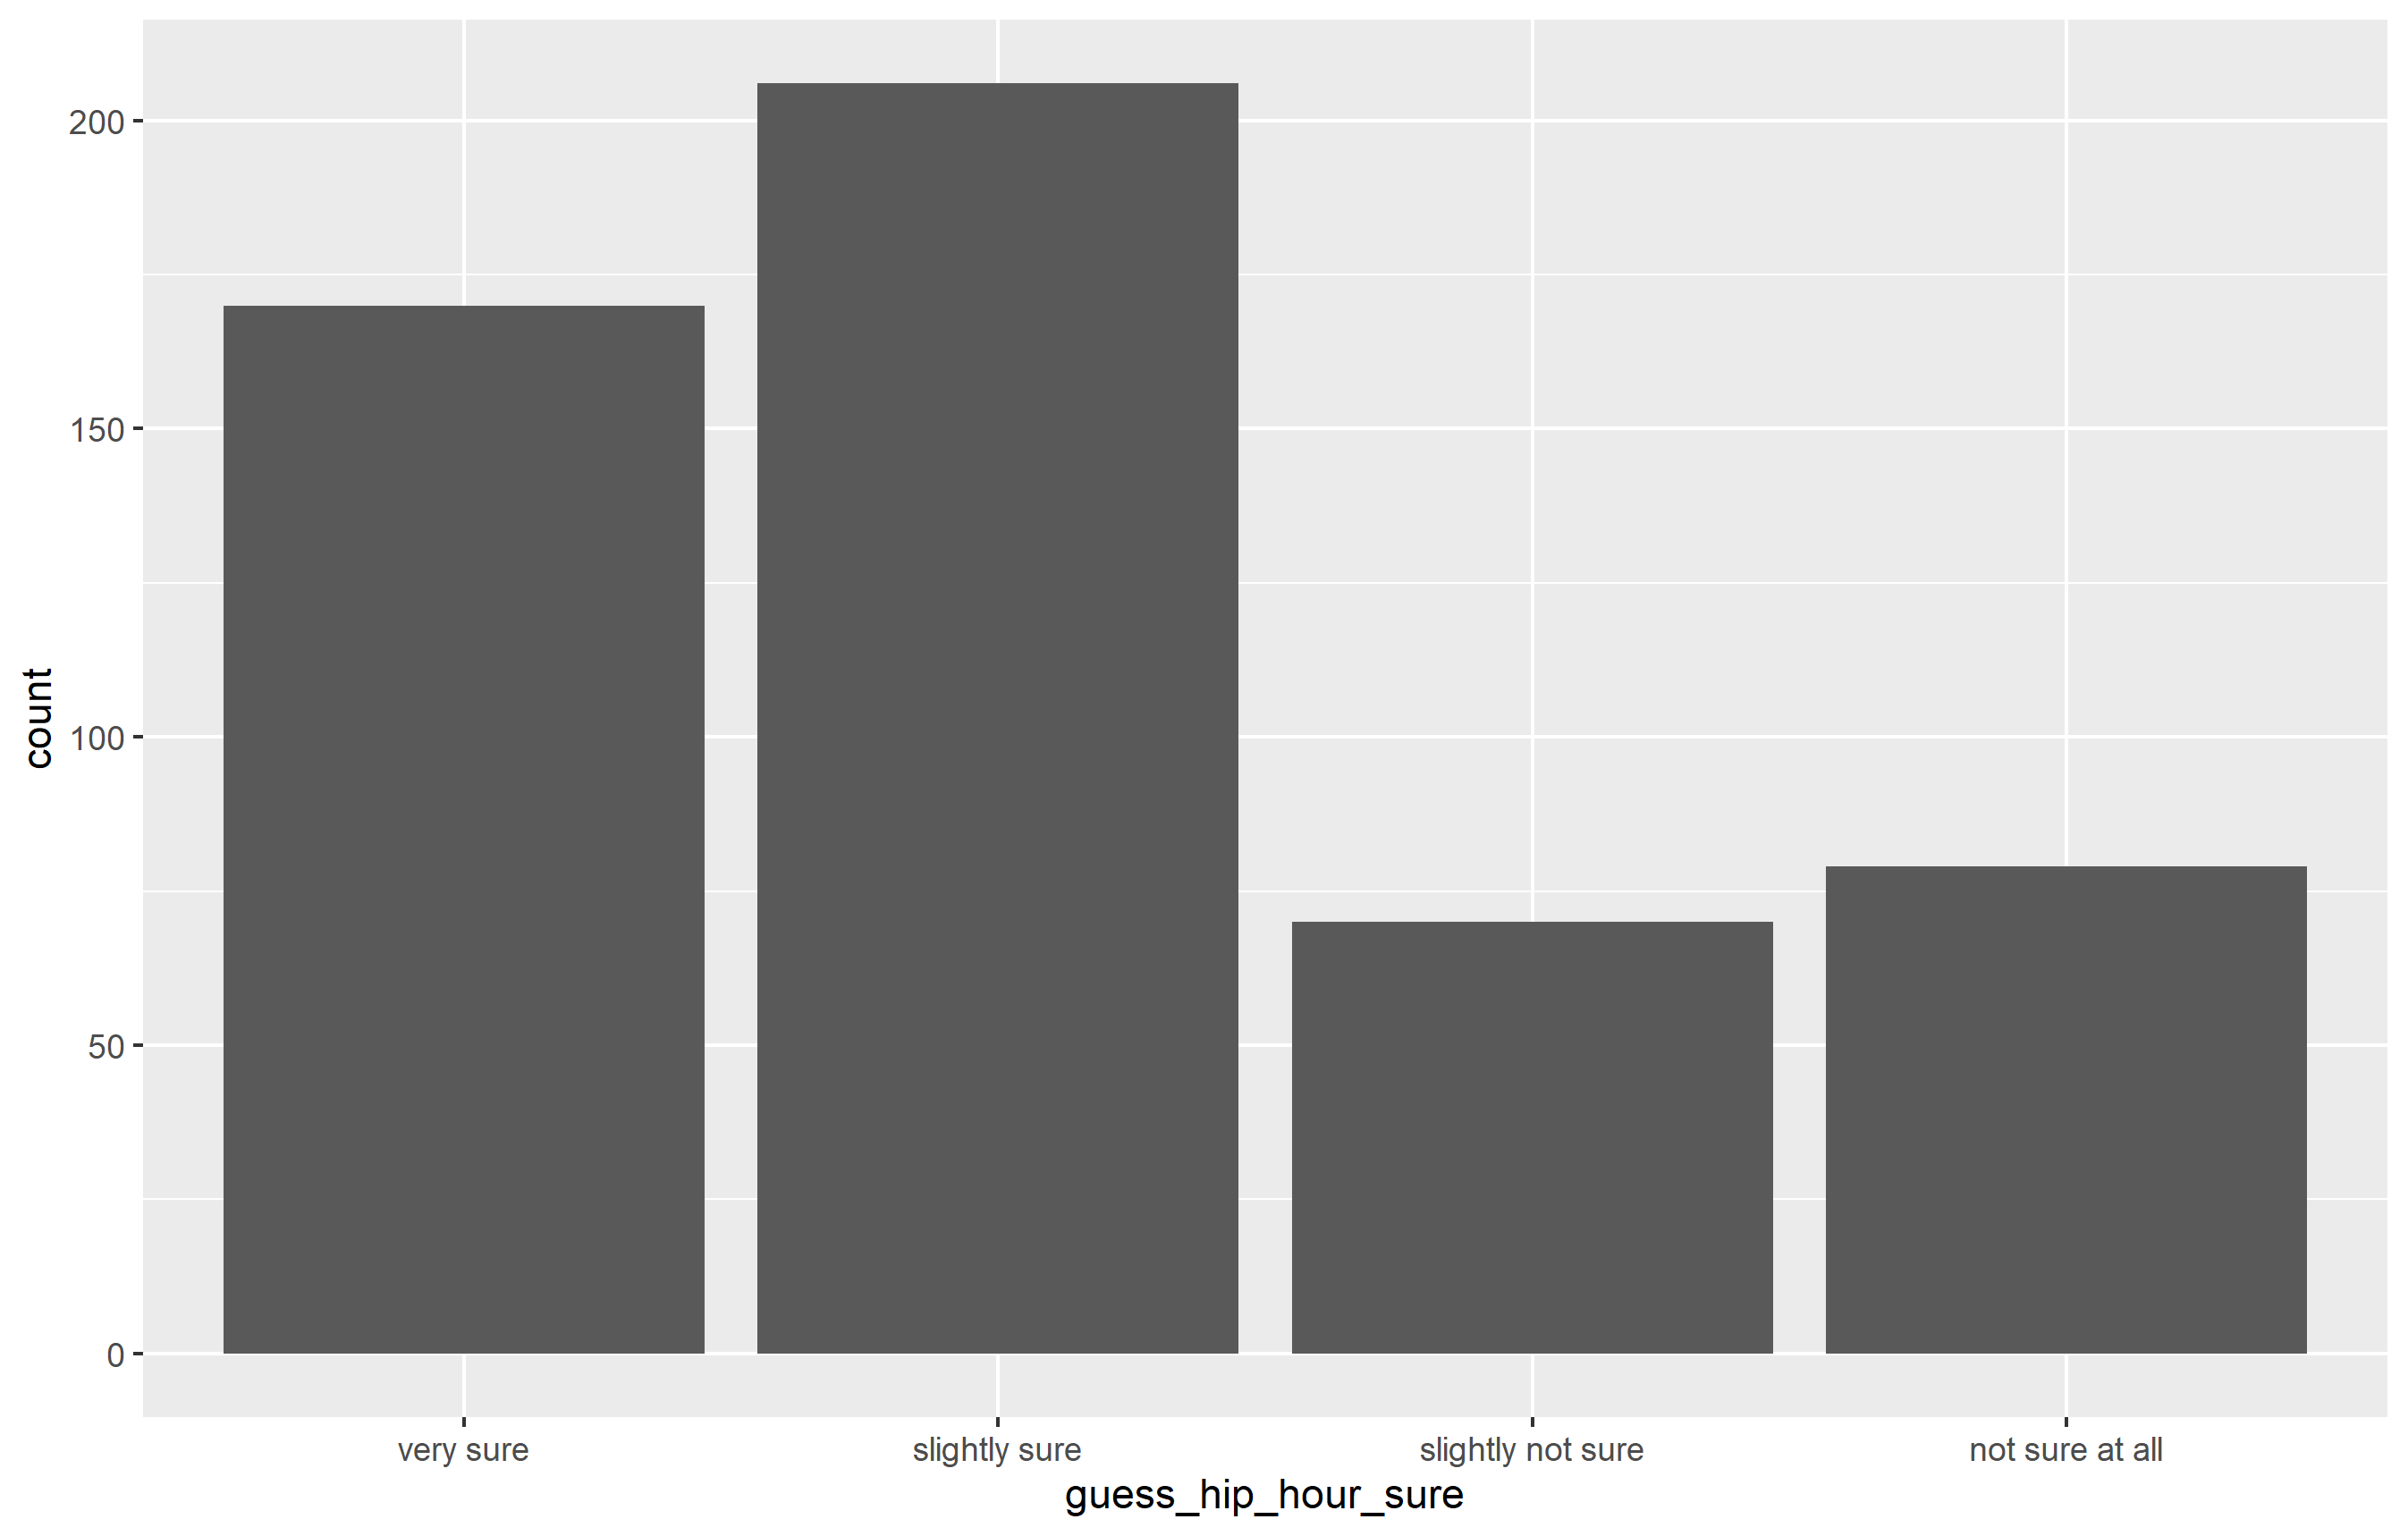 200
150
100
50
0
count
very sure
slightly sure
slightly not sure
not sure at all
guess_hip_hour_sure